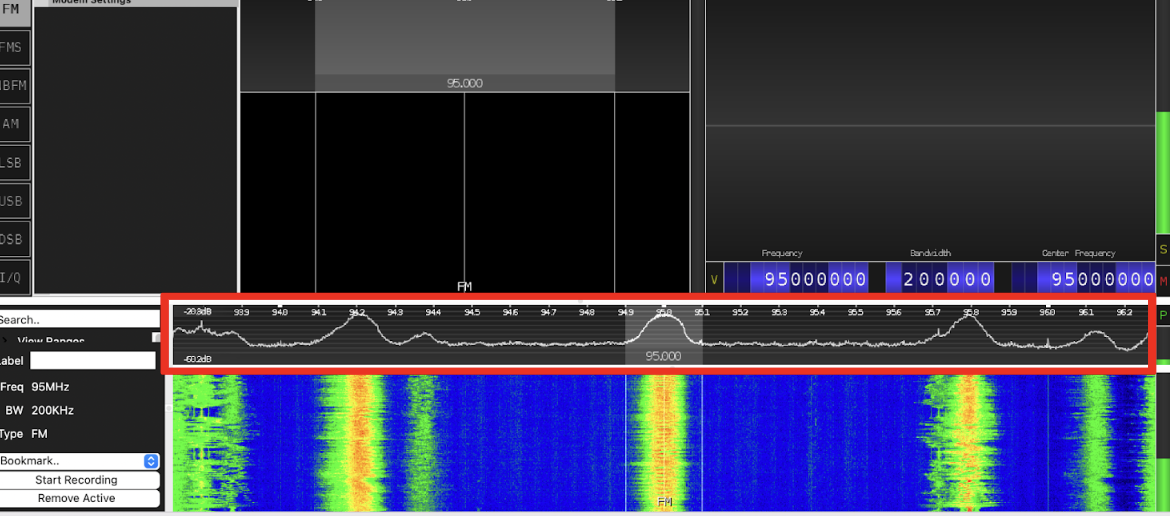 FM
Modem Settings
FMS
NBFM
AM
LSB
USB
DSB
I/Q
95.000
FM
Frequency
Bandwidth
Center Frequency
V
95000000
200000
95000000
S
M
P
Search..
View Ranges
Label
Freq 95MHz
BW 200KHz
Type FM
Bookmark..
Start Recording
Remove Active
-20.3dB
93.9 94.0 94.1 94.2 94.3 94.4 94.5 94.6 94.7 94.8 94.9 95.0 95.1 95.2 95.3 95.4 95.5 95.6 95.7 95.8 95.9 96.0 96.1 96.2
95.000
-60.2dB
FM